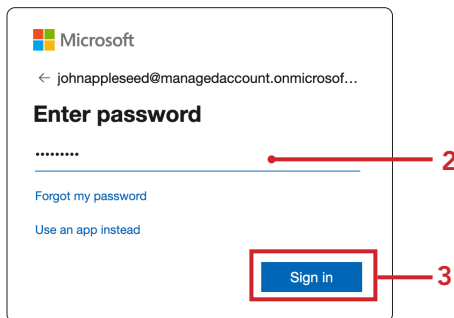 Microsoft
← johnappleseed@managedaccount.onmicrosof...
Enter password
•••••••••
2
Forgot my password
Use an app instead
Sign in
3